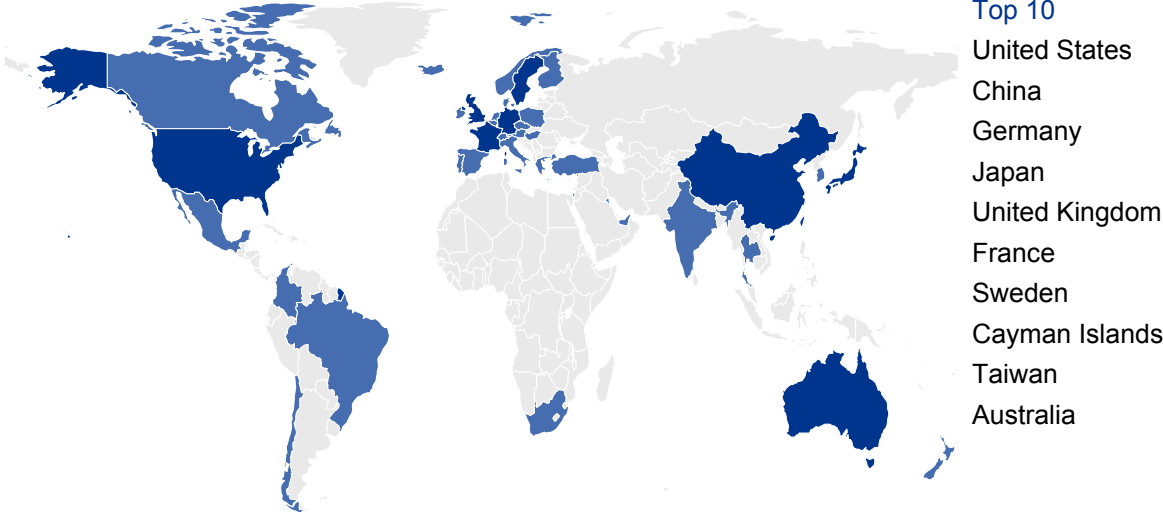 Top 10
United States
China
Germany
Japan
United Kingdom
France
Sweden
Cayman Islands
Taiwan
Australia